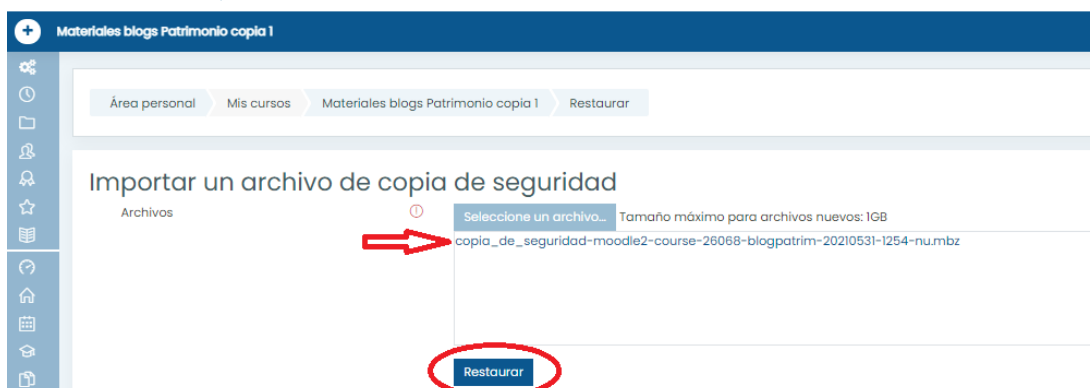 Materiales blogs Patrimonio copia 1
Área personal Mis cursos Materiales blogs Patrimonio copia 1 Restaurar
Importar un archivo de copia de seguridad
Archivos Seleccione un archivo... Tamaño máximo para archivos nuevos: 1GB
copia_de_seguridad-moodle2-course-26068-blogpatrim-20210531-1254-nu.mbz
Restaurar